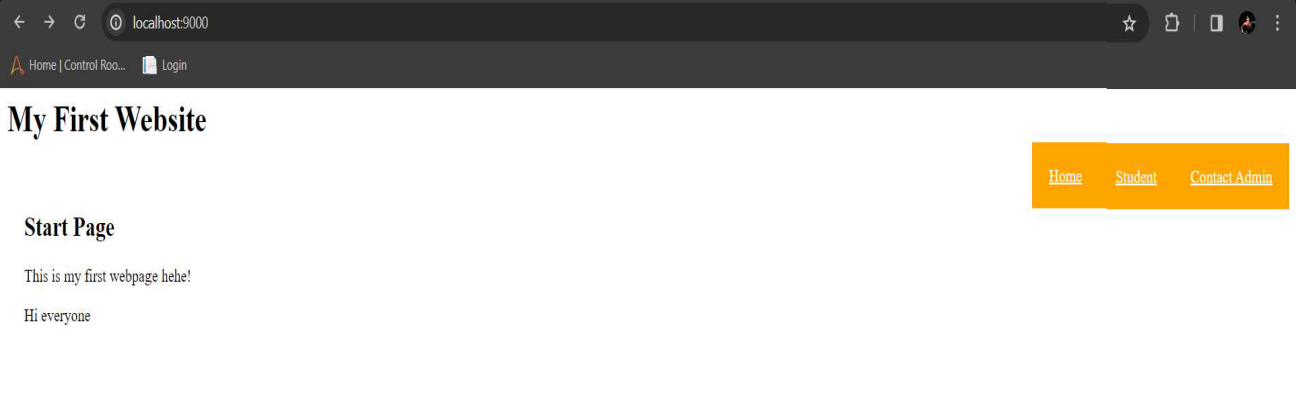 localhost:9000
Home | Control Roo... Login
My First Website
Home Student Contact Admin
Start Page
This is my first webpage hehe!
Hi everyone